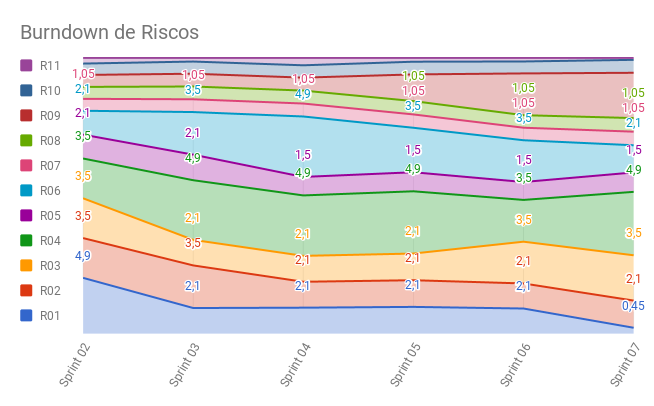 Burndown de Riscos
R11
R10
R09
R08
R07
R06
R05
R04
R03
R02
R01
1,05 1,05 1,05 1,05 1,05 1,05
2,1 3,5 4,9 1,05 1,05 1,05
2,1 2,1 1,5 3,5 3,5 2,1
3,5 4,9 4,9 1,5 1,5 1,5
3,5 2,1 2,1 4,9 3,5 4,9
3,5 3,5 2,1 2,1 3,5 3,5
4,9 2,1 2,1 2,1 2,1 2,1
2,1 2,1 0,45
Sprint 02 Sprint 03 Sprint 04 Sprint 05 Sprint 06 Sprint 07